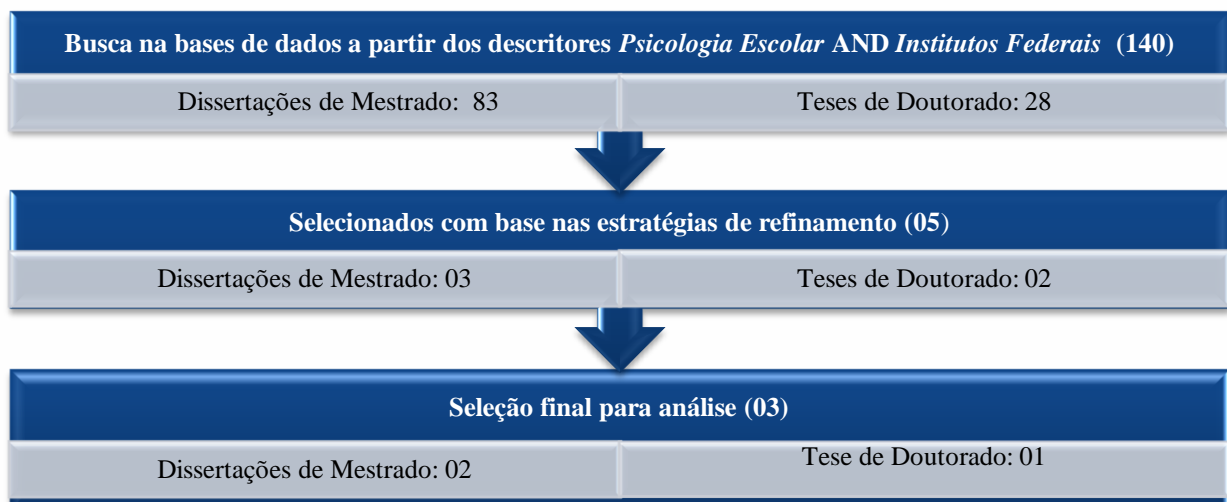 Busca na bases de dados a partir dos descritores Psicologia Escolar AND Institutos Federais (140)
Dissertações de Mestrado: 83
Teses de Doutorado: 28
Selecionados com base nas estratégias de refinamento (05)
Dissertações de Mestrado: 03
Teses de Doutorado: 02
Seleção final para análise (03)
Dissertações de Mestrado: 02
Tese de Doutorado: 01